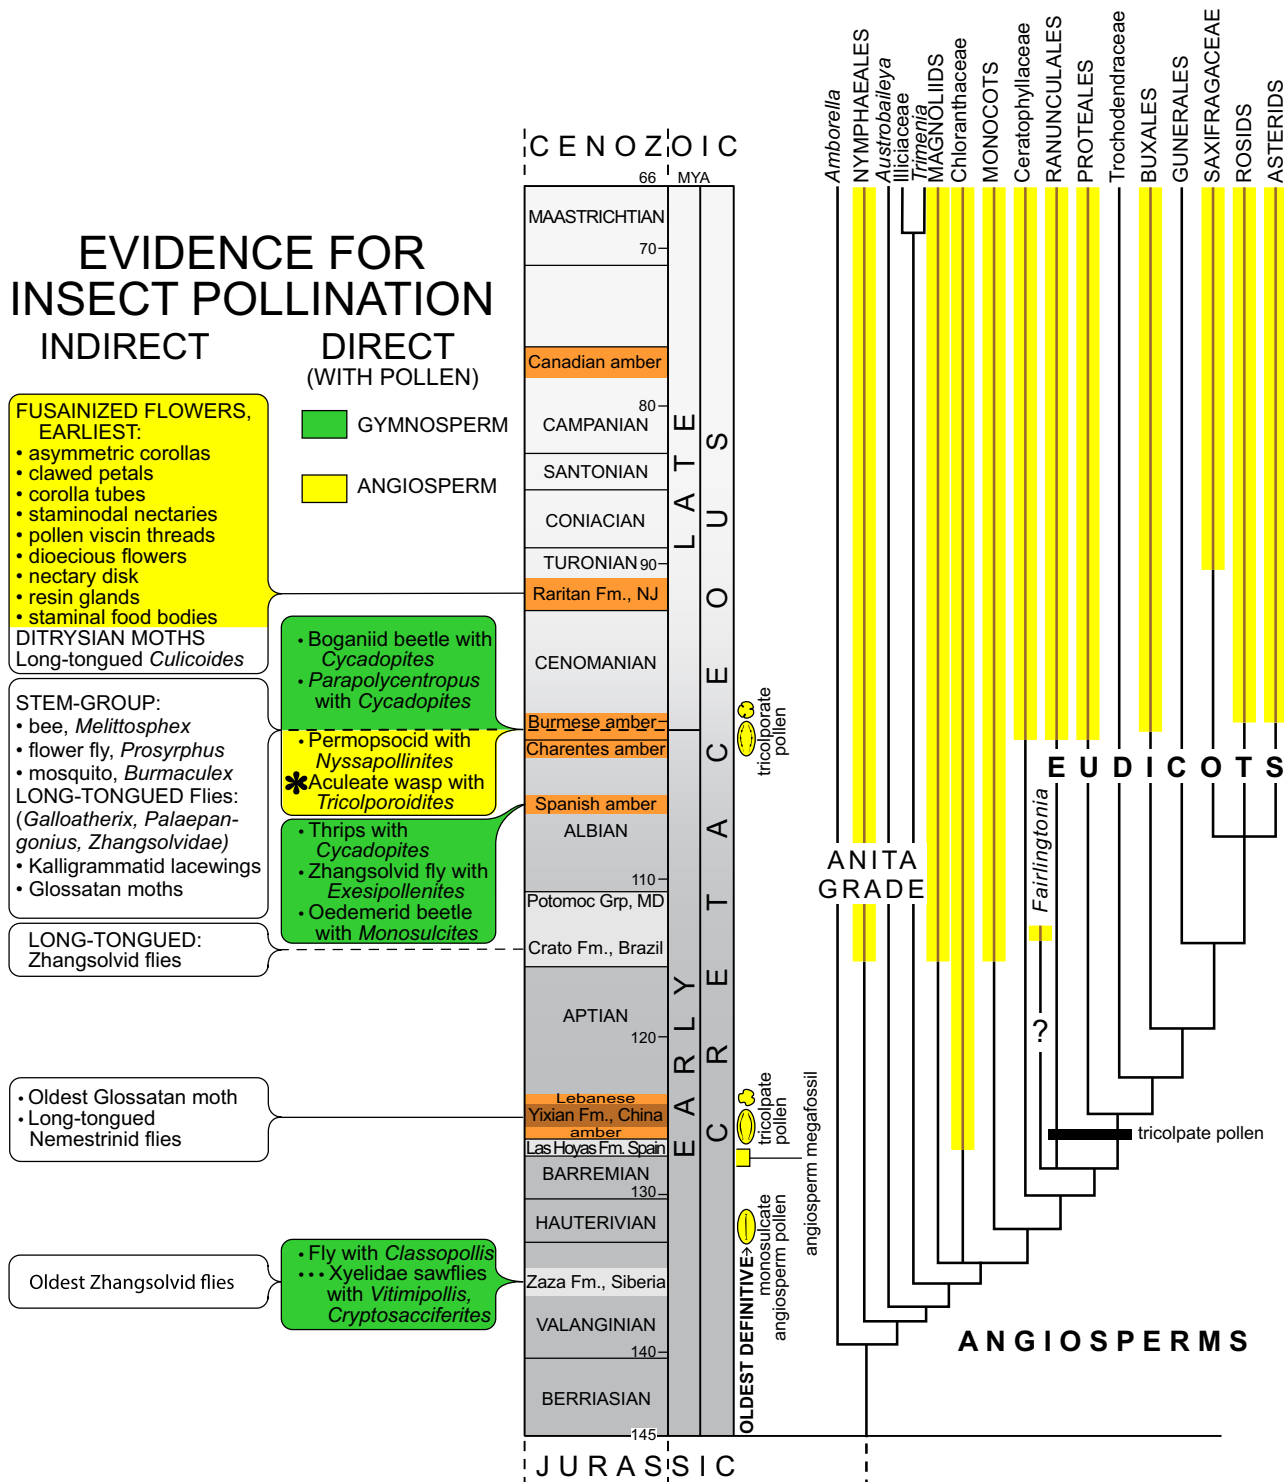 EVIDENCE FOR
INSECT POLLINATION
INDIRECT
DIRECT
(WITH POLLEN)
GYMNOSPERM
ANGIOSPERM
FUSAINIZED FLOWERS,
EARLIEST:
• asymmetric corollas
• clawed petals
• corolla tubes
• staminodal nectaries
• pollen viscin threads
• dioecious flowers
• nectary disk
• resin glands
• staminal food bodies
DITRYSIAN MOTHS
Long-tongued Culicoides
STEM-GROUP:
• bee, Melittosphex
• flower fly, Prosyrphus
• mosquito, Burmaculex
LONG-TONGUED Flies:
(Galloatherix, Palaepan-
gonius, Zhangsolvidae)
• Kalligrammatid lacewings
• Glossatan moths
LONG-TONGUED:
Zhangsolvid flies
• Oldest Glossatan moth
• Long-tongued
Nemestrinid flies
Oldest Zhangsolvid flies
• Boganiid beetle with
Cycadopites
• Parapolycentropus
with Cycadopites
• Permopsocid with
Nyssapollinites
✱Aculeate wasp with
Tricolporoidites
• Thrips with
Cycadopites
• Zhangsolvid fly with
Exesipollenites
• Oedemerid beetle
with Monosulcites
• Fly with Classopollis
• • • Xyelidae sawflies
with Vitimipollis,
Cryptosacciferites
CENOZOIC
66 MYA
MAASTRICHTIAN
70
Canadian amber
80
CAMPANIAN
SANTONIAN
CONIACIAN
TURONIAN 90
Raritan Fm., NJ
CENOMANIAN
Burmese amber
Charentes amber
Spanish amber
ALBIAN
110
Potomoc Grp, MD
Crato Fm., Brazil
APTIAN
120
Lebanese
Yixian Fm., China
amber
Las Hoyas Fm. Spain
BARREMIAN
130
HAUTERIVIAN
Zaza Fm., Siberia
VALANGINIAN
140
BERRIASIAN
145
JURASSIC
LATE
EARLY
CRETACEOUS
tricolporate
pollen
tricolpate
pollen
angiosperm megafossil
OLDEST DEFINITIVE→
monosulcate
angiosperm pollen
Amborella
NYMPHAEALES
Austrobaileya
Illiciaceae
Trimenia
MAGNOLIIDS
Chloranthaceae
MONOCOTS
Ceratophyllaceae
RANUNCULALES
PROTEALES
Trochodendraceae
BUXALES
GUNERALES
SAXIFRAGACEAE
ROSIDS
ASTERIDS
EUDICOTS
ANITA
GRADE
Fairlingtonia
?
tricolpate pollen
ANGIOSPERMS